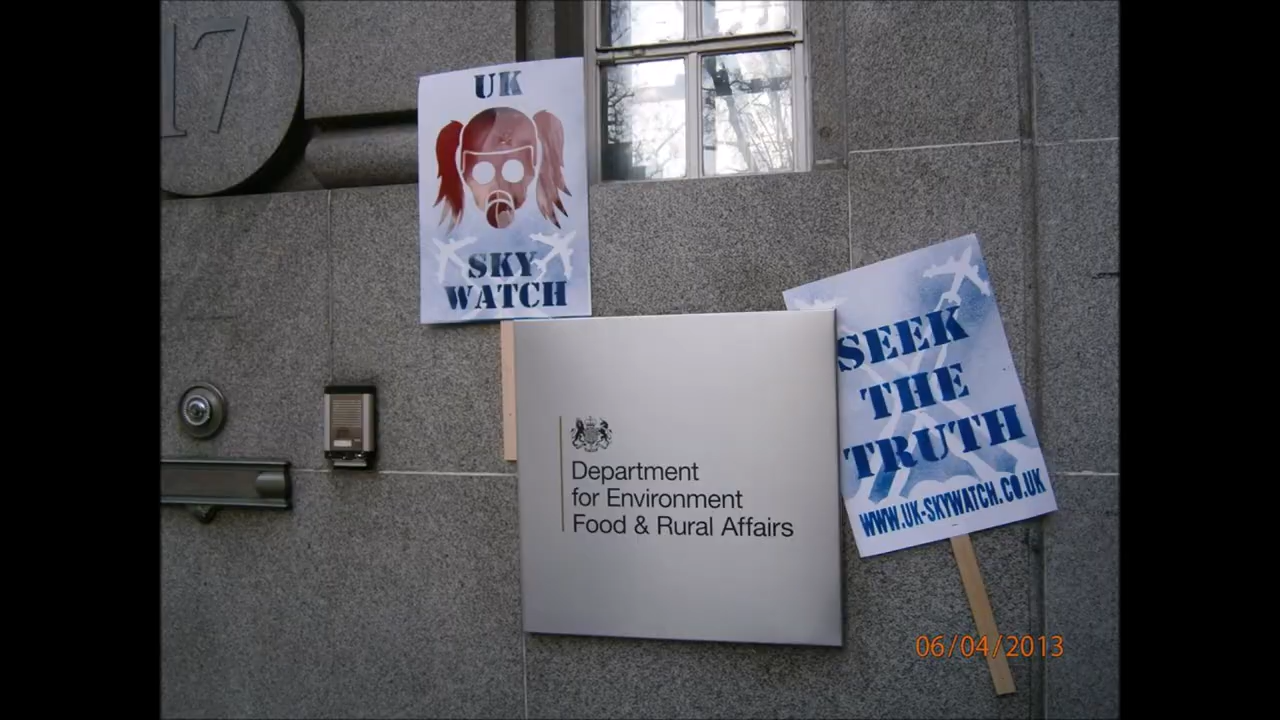 17
UK
SKY
WATCH
SEEK
THE
TRUTH
WWW.UK-SKYWATCH.CO.UK
Department
for Environment
Food & Rural Affairs
06/04/2013